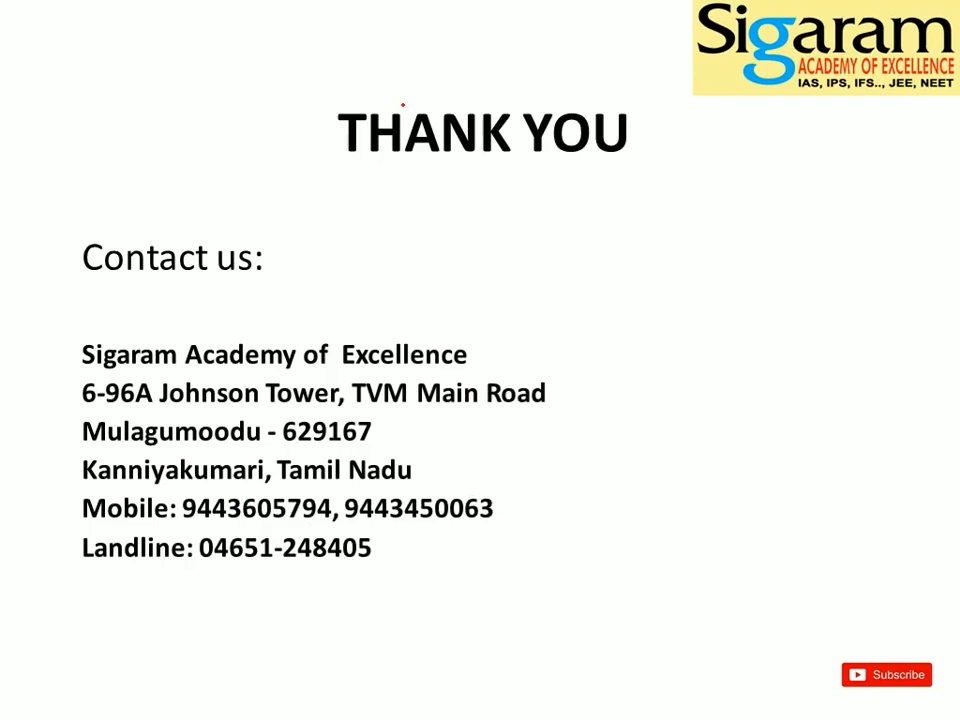 Sigaram
ACADEMY OF EXCELLENCE
IAS, IPS, IFS.., JEE, NEET
THANK YOU
Contact us:
Sigaram Academy of Excellence
6-96A Johnson Tower, TVM Main Road
Mulagumoodu - 629167
Kanniyakumari, Tamil Nadu
Mobile: 9443605794, 9443450063
Landline: 04651-248405
Subscribe